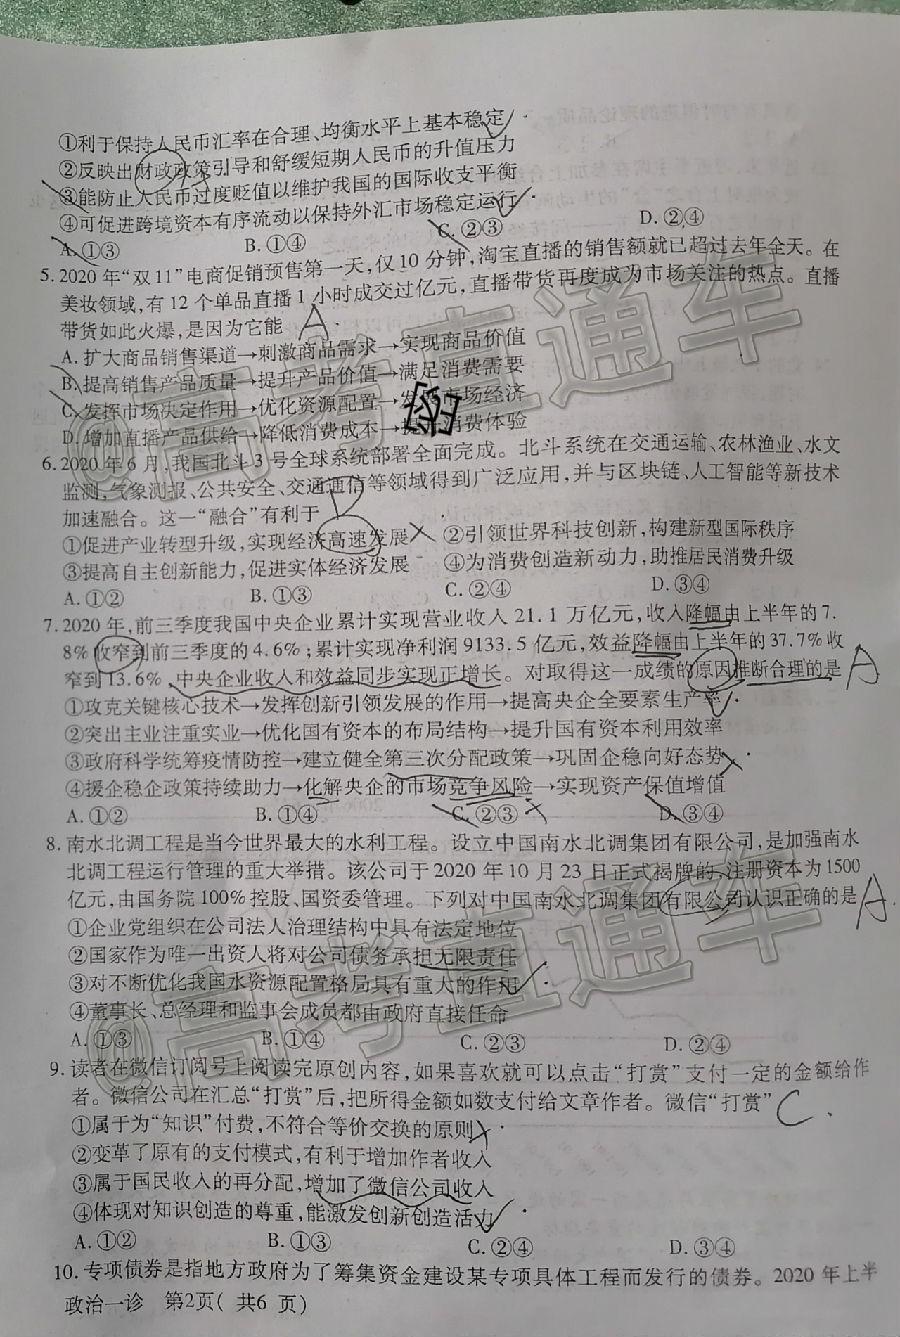 ①利于保持人民币汇率在合理、均衡水平上基本稳定
②反映出财政政策引导和舒缓短期人民币的升值压力
③能防止人民币过度贬值以维护我国的国际收支平衡
④可促进跨境资本有序流动以保持外汇市场稳定运行
A.①③ B.①④ C.②③ D.②④
5.2020年“双11”电商促销预售第一天,仅10分钟,淘宝直播的销售额就已超过去年全天。在
美妆领域,有12个单品直播1小时成交过亿元,直播带货再度成为市场关注的热点。直播
带货如此火爆,是因为它能 A
A.扩大商品销售渠道→刺激商品需求→实现商品价值
B.提高销售产品质量→提升产品价值→满足消费需要
C.发挥市场决定作用→优化资源配置→发 市场经济
D.增加直播产品供给→降低消费成本→提 消费体验
6.2020年6月,我国北斗3号全球系统部署全面完成。北斗系统在交通运输、农林渔业、水文
监测,气象测报、公共安全、交通通信等领域得到广泛应用,并与区块链、人工智能等新技术
加速融合。这一“融合”有利于 D
①促进产业转型升级,实现经济高速发展 ②引领世界科技创新,构建新型国际秩序
③提高自主创新能力,促进实体经济发展 ④为消费创造新动力,助推居民消费升级
A.①② B.①③ C.②④ D.③④
7.2020年,前三季度我国中央企业累计实现营业收入21.1万亿元,收入降幅由上半年的7.
8%收窄到前三季度的4.6%;累计实现净利润9133.5亿元,效益降幅由上半年的37.7%收
窄到13.6%,中央企业收入和效益同步实现正增长。对取得这一成绩的原因推断合理的是 A
①攻克关键核心技术→发挥创新引领发展的作用→提高央企全要素生产率
②突出主业注重实业→优化国有资本的布局结构→提升国有资本利用效率
③政府科学统筹疫情防控→建立健全第三次分配政策→巩固企稳向好态势
④援企稳企政策持续助力→化解央企的市场竞争风险→实现资产保值增值
A.①② B.①④ C.②③ D.③④
8.南水北调工程是当今世界最大的水利工程。设立中国南水北调集团有限公司,是加强南水
北调工程运行管理的重大举措。该公司于2020年10月23日正式揭牌的,注册资本为1500
亿元,由国务院100%控股、国资委管理。下列对中国南水北调集团有限公司认识正确的是 A.
①企业党组织在公司法人治理结构中具有法定地位
②国家作为唯一出资人将对公司债务承担无限责任
③对不断优化我国水资源配置格局具有重大的作用
④董事长、总经理和监事会成员都由政府直接任命
A.①③ B.①④ C.②③ D.②④
9.读者在微信订阅号上阅读完原创内容,如果喜欢就可以点击“打赏”支付一定的金额给作
者。微信公司在汇总“打赏”后,把所得金额如数支付给文章作者。微信“打赏” C.
①属于为“知识”付费,不符合等价交换的原则
②变革了原有的支付模式,有利于增加作者收入
③属于国民收入的再分配,增加了微信公司收入
④体现对知识创造的尊重,能激发创新创造活力
A.①② B.①③ C.②④ D.③④
10.专项债券是指地方政府为了筹集资金建设某专项具体工程而发行的债券。2020年上半
政治一诊 第2页(共6页)
@高考直通车
@高考直通车